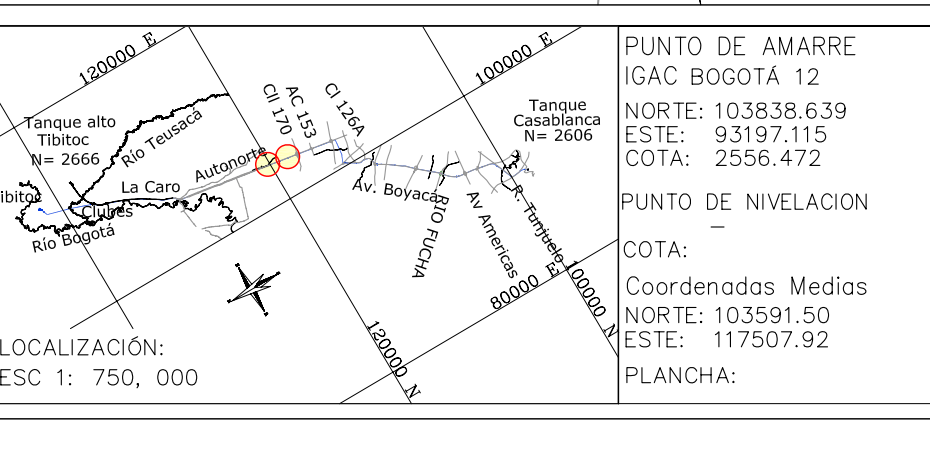 120000 E
100000 E
Cll 170
AC 153
Cl 126A
Tanque alto
Tibitoc
N= 2666
Río Teusacá
Tanque
Casablanca
N= 2606
Autonorte
La Caro
ibitoc
Clubes
Río Bogotá
Av. Boyacá
RIO FUCHA
Av Americas
R. Tunjuelo
80000 E
100000 N
120000 N
LOCALIZACIÓN:
ESC 1: 750, 000
PUNTO DE AMARRE
IGAC BOGOTÁ 12
NORTE: 103838.639
ESTE: 93197.115
COTA: 2556.472
PUNTO DE NIVELACION
–
COTA:
Coordenadas Medias
NORTE: 103591.50
ESTE: 117507.92
PLANCHA: